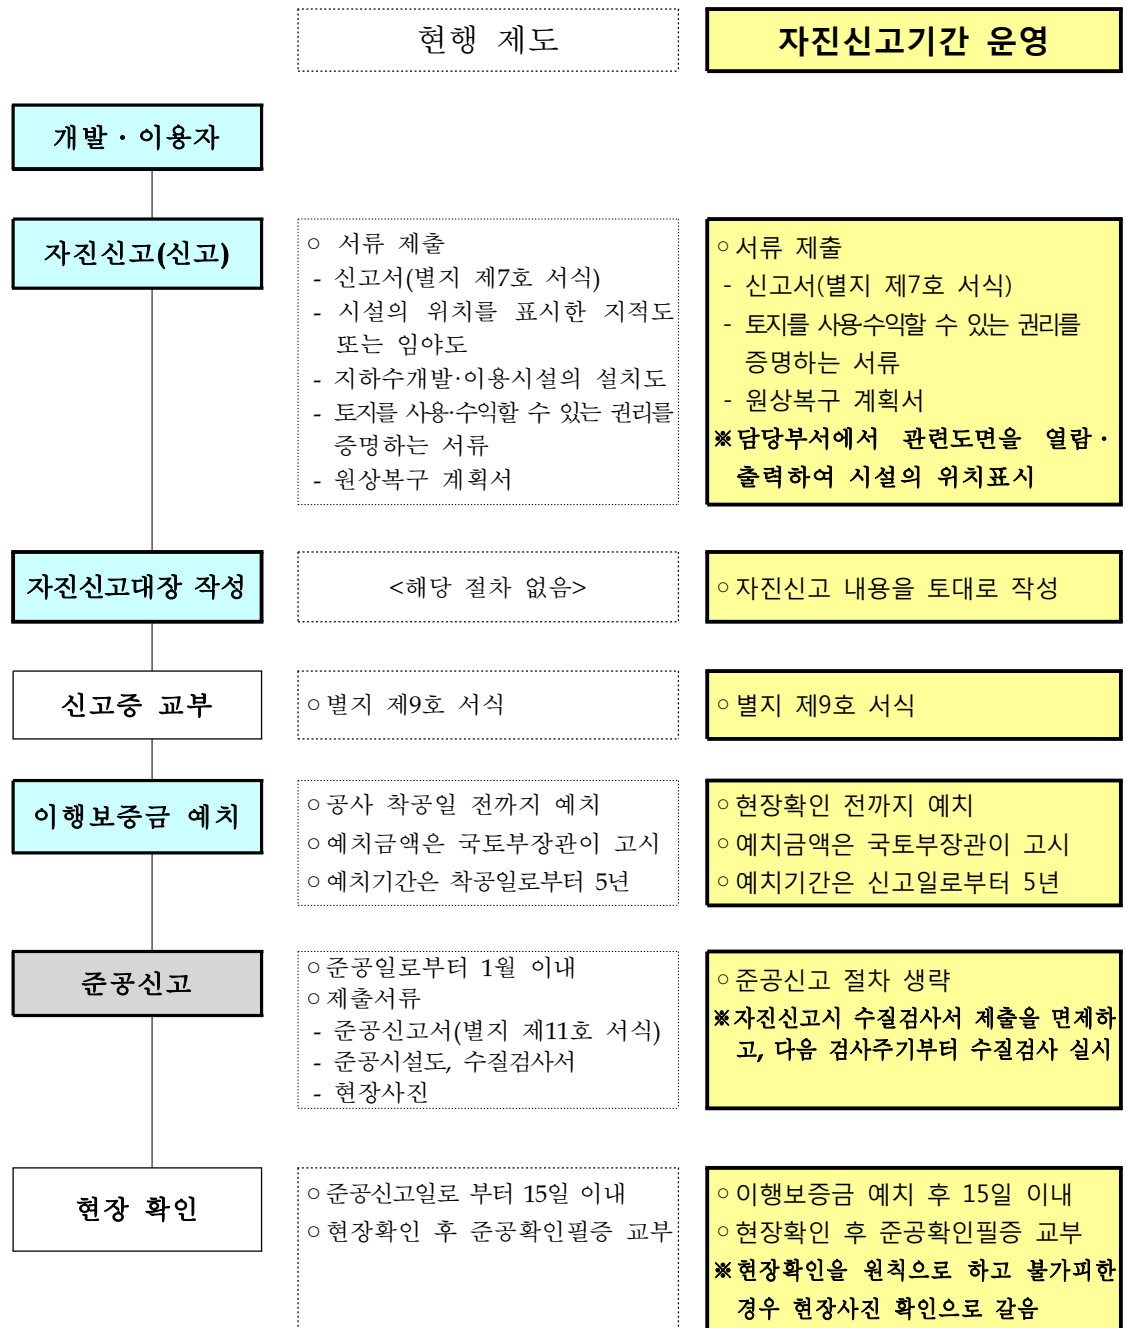 현행 제도
자진신고기간 운영
개발·이용자
자진신고(신고)
○ 서류 제출
- 신고서(별지 제7호 서식)
- 시설의 위치를 표시한 지적도
또는 임야도
- 지하수개발·이용시설의 설치도
- 토지를 사용·수익할 수 있는 권리를
증명하는 서류
- 원상복구 계획서
○ 서류 제출
- 신고서(별지 제7호 서식)
- 토지를 사용·수익할 수 있는 권리를
증명하는 서류
- 원상복구 계획서
※ 담당부서에서 관련도면을 열람·
출력하여 시설의 위치표시
자진신고대장 작성
<해당 절차 없음>
○ 자진신고 내용을 토대로 작성
신고증 교부
○ 별지 제9호 서식
○ 별지 제9호 서식
이행보증금 예치
○ 공사 착공일 전까지 예치
○ 예치금액은 국토부장관이 고시
○ 예치기간은 착공일로부터 5년
○ 현장확인 전까지 예치
○ 예치금액은 국토부장관이 고시
○ 예치기간은 신고일로부터 5년
준공신고
○ 준공일로부터 1월 이내
○ 제출서류
- 준공신고서(별지 제11호 서식)
- 준공시설도, 수질검사서
- 현장사진
○ 준공신고 절차 생략
※ 자진신고시 수질검사서 제출을 면제하
고, 다음 검사주기부터 수질검사 실시
현장 확인
○ 준공신고일로 부터 15일 이내
○ 현장확인 후 준공확인필증 교부
○ 이행보증금 예치 후 15일 이내
○ 현장확인 후 준공확인필증 교부
※ 현장확인을 원칙으로 하고 불가피한
경우 현장사진 확인으로 갈음